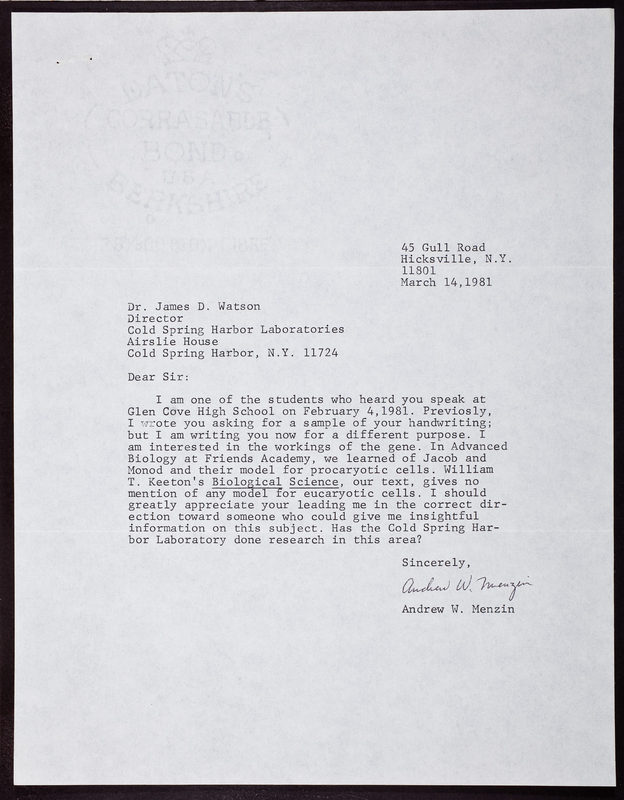 EATON'S
CORRASABLE
BOND
BERKSHIRE
45 Gull Road
Hicksville, N.Y.
11801
March 14,1981
Dr. James D. Watson
Director
Cold Spring Harbor Laboratories
Airslie House
Cold Spring Harbor, N.Y. 11724
Dear Sir:
I am one of the students who heard you speak at
Glen Cove High School on February 4,1981. Previosly,
I wrote you asking for a sample of your handwriting;
but I am writing you now for a different purpose. I
am interested in the workings of the gene. In Advanced
Biology at Friends Academy, we learned of Jacob and
Monod and their model for procaryotic cells. William
T. Keeton's Biological Science, our text, gives no
mention of any model for eucaryotic cells. I should
greatly appreciate your leading me in the correct dir-
ection toward someone who could give me insightful
information on this subject. Has the Cold Spring Har-
bor Laboratory done research in this area?
Sincerely,
Andrew W. Menzin
Andrew W. Menzin